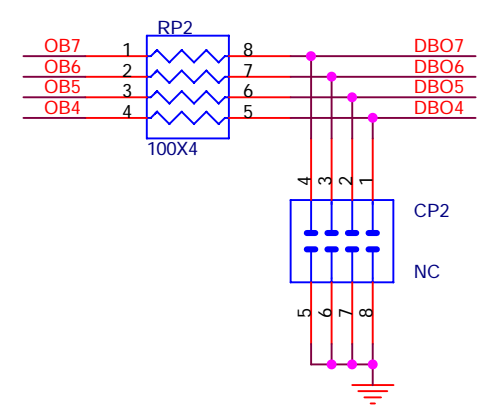 RP2
OB7 1 8 DBO7
OB6 2 7 DBO6
OB5 3 6 DBO5
OB4 4 5 DBO4
100X4
4 3 2 1
CP2
NC
5 6 7 8